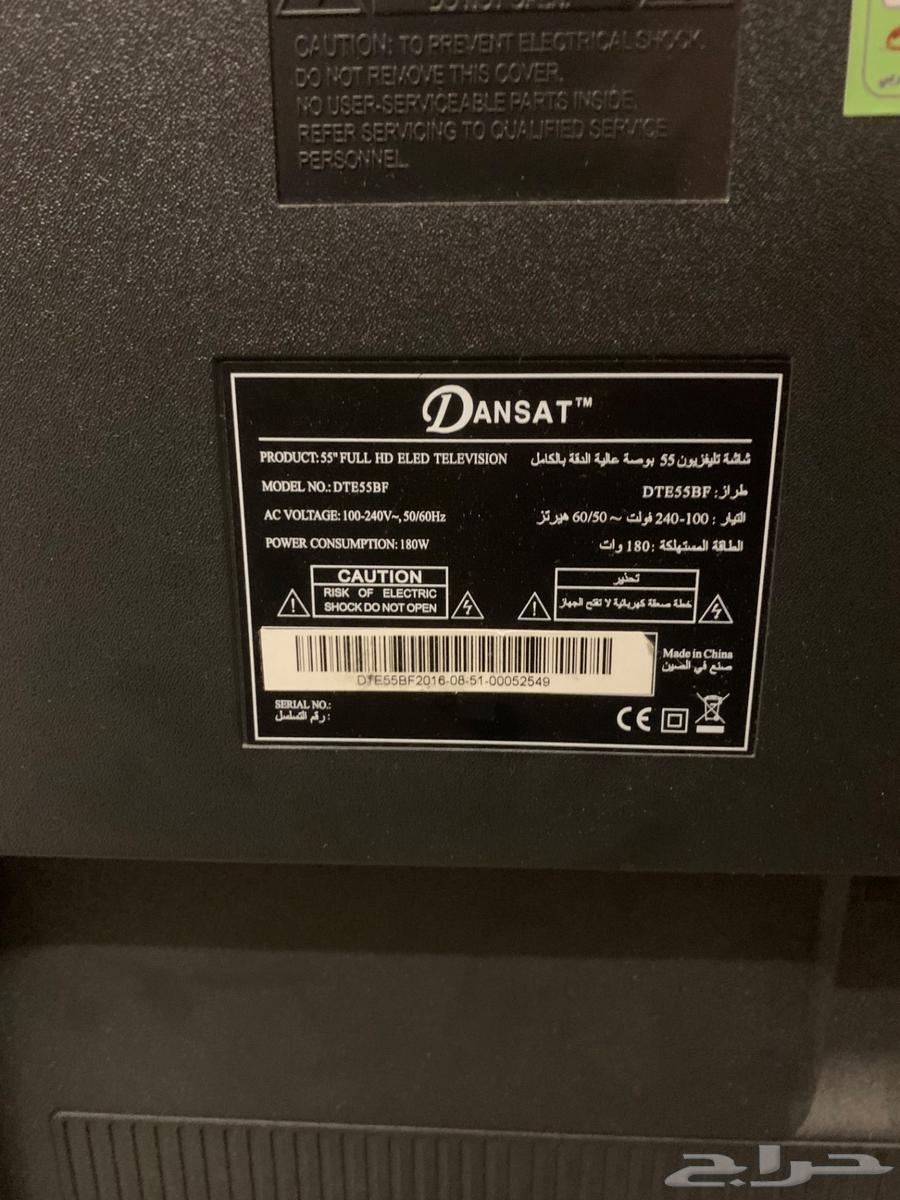 DO NOT OPEN.
CAUTION: TO PREVENT ELECTRICAL SHOCK.
DO NOT REMOVE THIS COVER.
NO USER-SERVICEABLE PARTS INSIDE.
REFER SERVICING TO QUALIFIED SERVICE
PERSONNEL.
DANSAT™
PRODUCT: 55" FULL HD ELED TELEVISION
شاشة تليفزيون 55 بوصة عالية الدقة بالكامل
MODEL NO.: DTE55BF
طراز: DTE55BF
AC VOLTAGE: 100-240V~, 50/60Hz
التيار : 100-240 فولت ~ 60/50 هيرتز
POWER CONSUMPTION: 180W
الطاقة المستهلكة : 180 وات
CAUTION
RISK OF ELECTRIC
SHOCK DO NOT OPEN
تحذير
خطة صعقة كهربائية لا تفتح الجهاز
DTE55BF2016-08-51-00052549
Made in China
صنع في الصين
SERIAL NO.:
رقم التسلسل :
CE
حراج